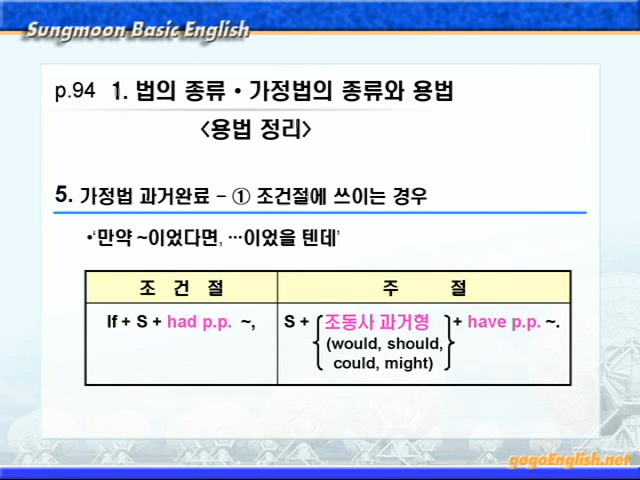 Sungmoon Basic English
p.94 1. 법의 종류 • 가정법의 종류와 용법
<용법 정리>
5. 가정법 과거완료 – ① 조건절에 쓰이는 경우
•‘만약 ~이었다면, …이었을 텐데’
조 건 절 주 절
If + S + had p.p. ~, S + { 조동사 과거형 } + have p.p. ~.
(would, should,
could, might)
gogoEnglish.net